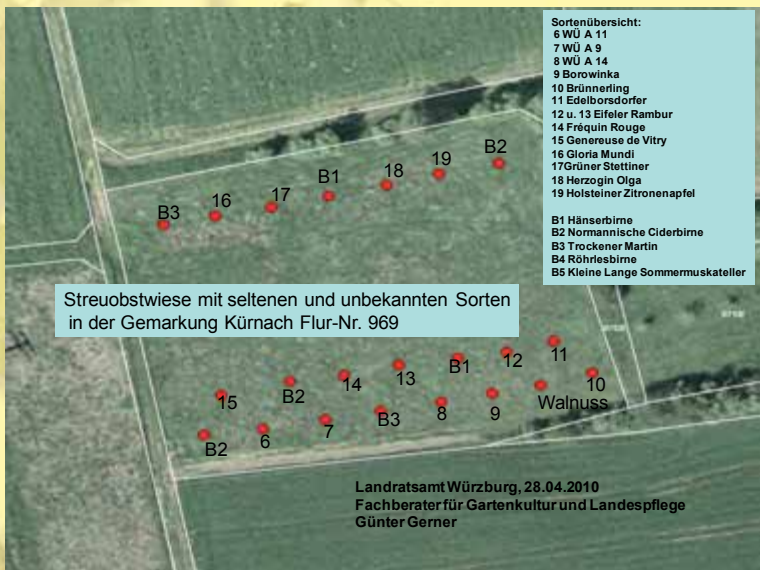 Sortenübersicht:
6 WÜ A 11
7 WÜ A 9
8 WÜ A 14
9 Borowinka
10 Brünnerling
11 Edelborsdorfer
12 u. 13 Eifeler Rambur
14 Fréquin Rouge
15 Genereuse de Vitry
16 Gloria Mundi
17Grüner Stettiner
18 Herzogin Olga
19 Holsteiner Zitronenapfel
B1 Hänserbirne
B2 Normannische Ciderbirne
B3 Trockener Martin
B4 Röhrlesbirne
B5 Kleine Lange Sommermuskateller
B3 16 17 B1 18 19 B2
Streuobstwiese mit seltenen und unbekannten Sorten
in der Gemarkung Kürnach Flur-Nr. 969
15 B2 14 13 B1 12 11
B2 6 7 B3 8 9 Walnuss 10
Landratsamt Würzburg, 28.04.2010
Fachberater für Gartenkultur und Landespflege
Günter Gerner